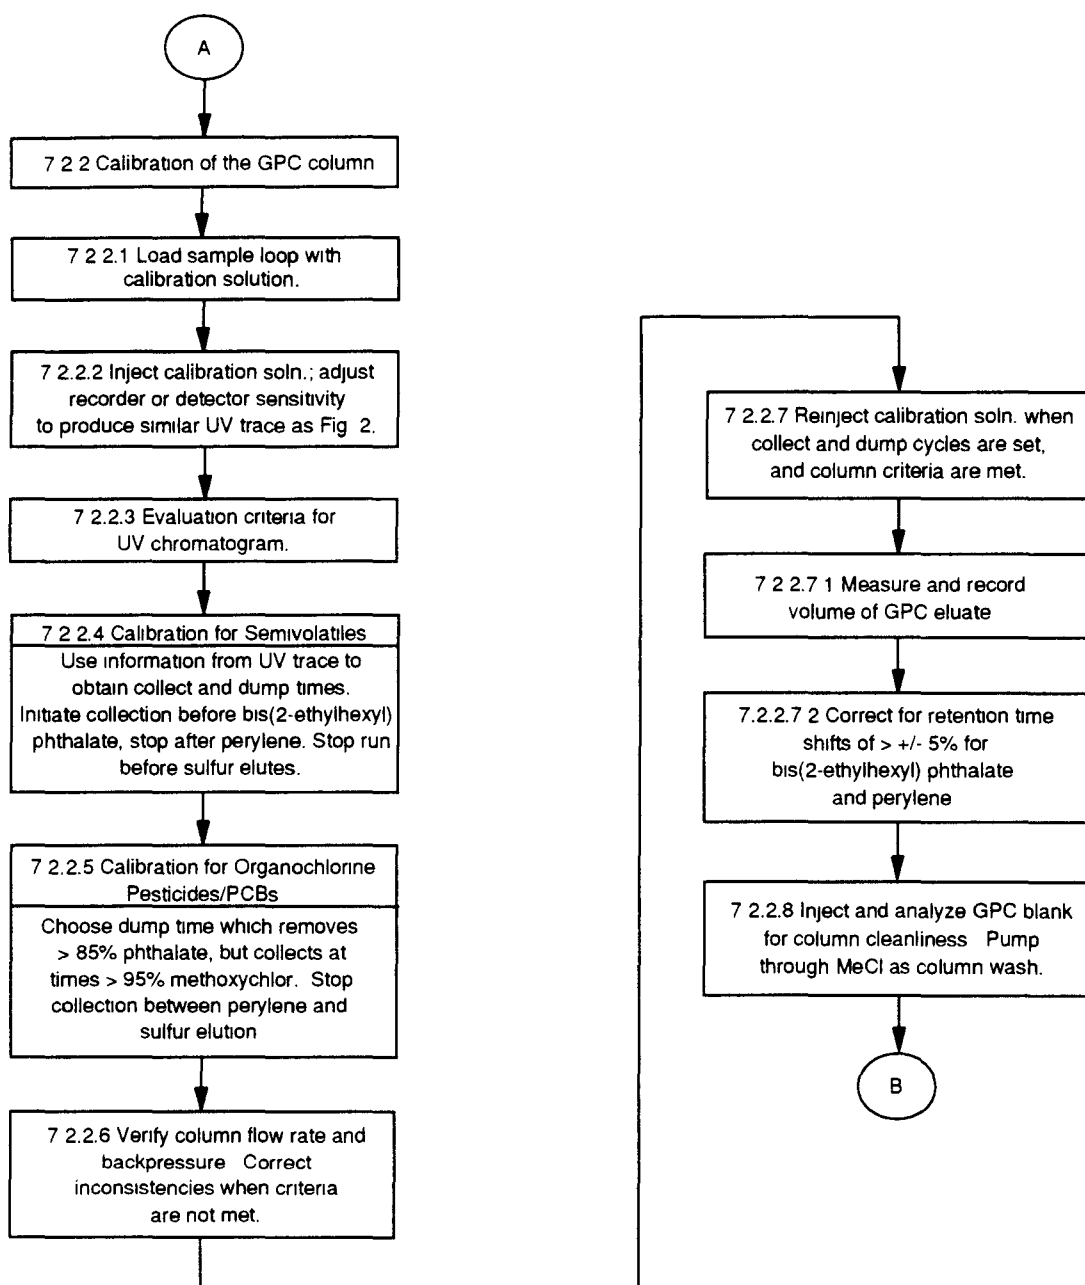 A
7 2 2 Calibration of the GPC column
7 2 2.1 Load sample loop with
calibration solution.
7 2.2.2 Inject calibration soln.; adjust
recorder or detector sensitivity
to produce similar UV trace as Fig 2.
7 2.2.3 Evaluation criteria for
UV chromatogram.
7 2 2.4 Calibration for Semivolatiles
Use information from UV trace to
obtain collect and dump times.
Initiate collection before bis(2-ethylhexyl)
phthalate, stop after perylene. Stop run
before sulfur elutes.
7 2.2.5 Calibration for Organochlorine
Pesticides/PCBs
Choose dump time which removes
> 85% phthalate, but collects at
times > 95% methoxychlor. Stop
collection between perylene and
sulfur elution
7 2.2.6 Verify column flow rate and
backpressure Correct
inconsistencies when criteria
are not met.
7 2.2.7 Reinject calibration soln. when
collect and dump cycles are set,
and column criteria are met.
7 2 2.7 1 Measure and record
volume of GPC eluate
7.2.2.7 2 Correct for retention time
shifts of > +/- 5% for
bis(2-ethylhexyl) phthalate
and perylene
7 2.2.8 Inject and analyze GPC blank
for column cleanliness Pump
through MeCl as column wash.
B